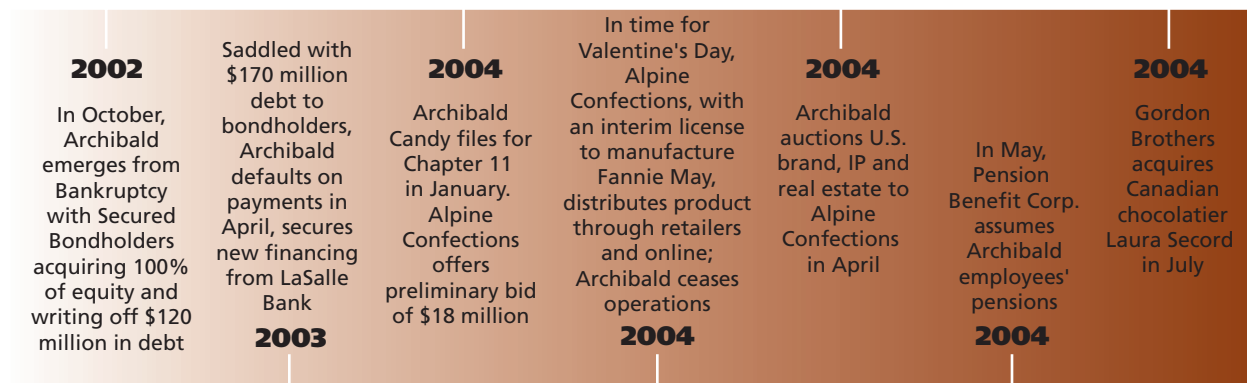 2002
In October,
Archibald
emerges from
Bankruptcy
with Secured
Bondholders
acquiring 100%
of equity and
writing off $120
million in debt
Saddled with
$170 million
debt to
bondholders,
Archibald
defaults on
payments in
April, secures
new financing
from LaSalle
Bank
2003
2004
Archibald
Candy files for
Chapter 11
in January.
Alpine
Confections
offers
preliminary bid
of $18 million
In time for
Valentine's Day,
Alpine
Confections, with
an interim license
to manufacture
Fannie May,
distributes product
through retailers
and online;
Archibald ceases
operations
2004
2004
Archibald
auctions U.S.
brand, IP and
real estate to
Alpine
Confections
in April
In May,
Pension
Benefit Corp.
assumes
Archibald
employees'
pensions
2004
2004
Gordon
Brothers
acquires
Canadian
chocolatier
Laura Secord
in July